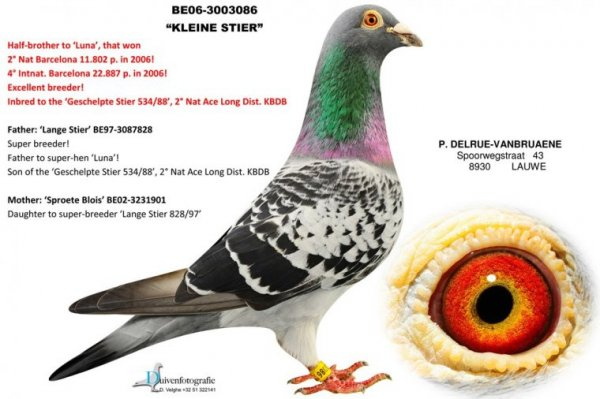 BE06-3003086
“KLEINE STIER”
Half-brother to ‘Luna’, that won
2° Nat Barcelona 11.802 p. in 2006!
4° Intnat. Barcelona 22.887 p. in 2006!
Excellent breeder!
Inbred to the ‘Geschelpte Stier 534/88’, 2° Nat Ace Long Dist. KBDB
Father: ‘Lange Stier’ BE97-3087828
Super breeder!
Father to super-hen ‘Luna’!
Son of the ‘Geschelpte Stier 534/88’, 2° Nat Ace Long Dist. KBDB
Mother: ‘Sproete Blois’ BE02-3231901
Daughter to super-breeder ‘Lange Stier 828/97’
P. DELRUE-VANBRUAENE
Spoorwegstraat 43
8930 LAUWE
Duivenfotografie
D. Velghe +32 51 322141